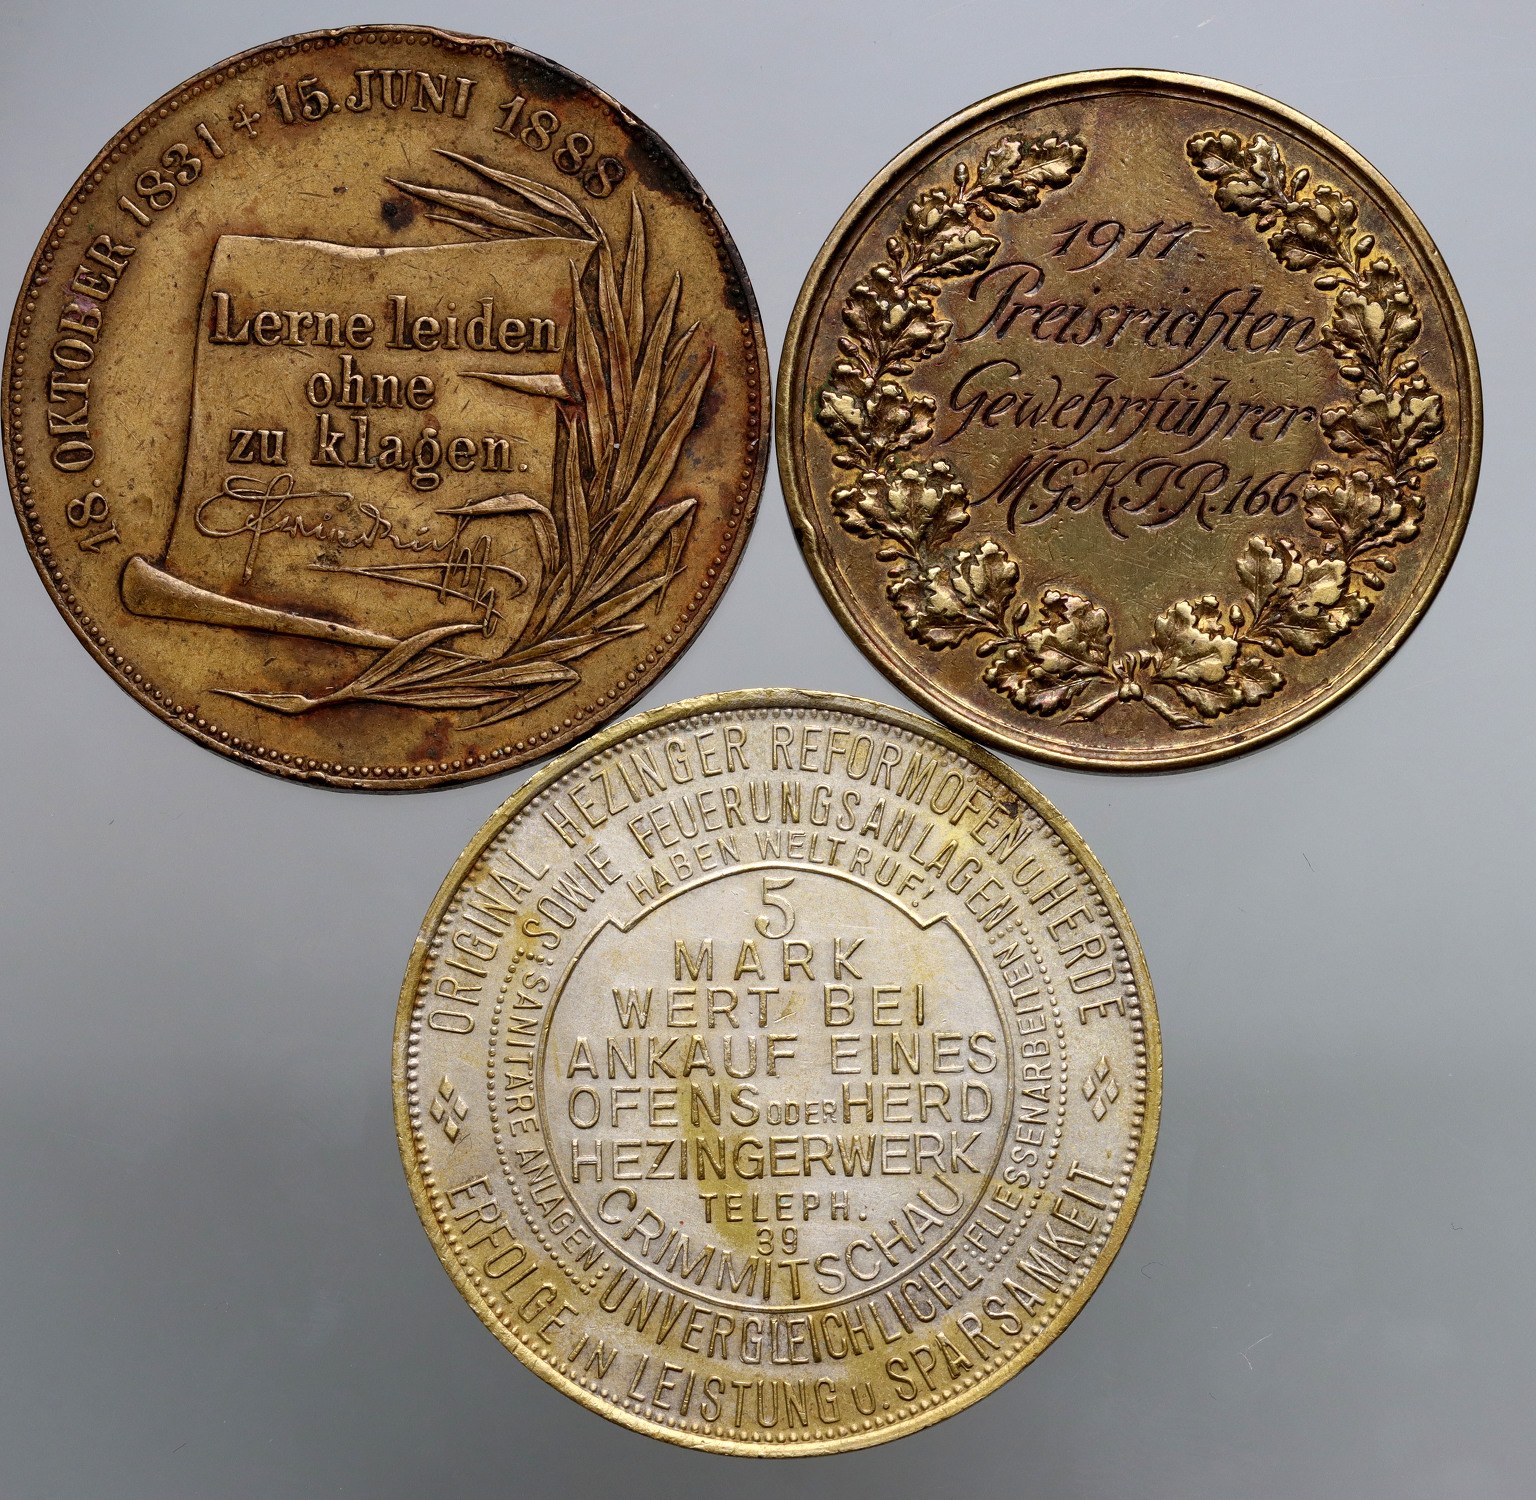 18. OKTOBER 1831 + 15. JUNI 1888
Lerne leiden
ohne
zu klagen.
Friedrich
1911.
Preisrichten
Gewehrführer
M.G.K.I.R.166
ORIGINAL HEZINGER REFORMOFEN U. HERDE
SOWIE FEUERUNGSANLAGEN
HABEN WELTRUF!
5
MARK
WERT BEI
ANKAUF EINES
OFENS ODER HERD
HEZINGERWERK
TELEPH.
39
CRIMMITSCHAU
SANITÄRE ANLAGEN
FLIESSENARBEITEN
UNVERGLEICHLICHE
ERFOLGE IN LEISTUNG U. SPARSAMKEIT